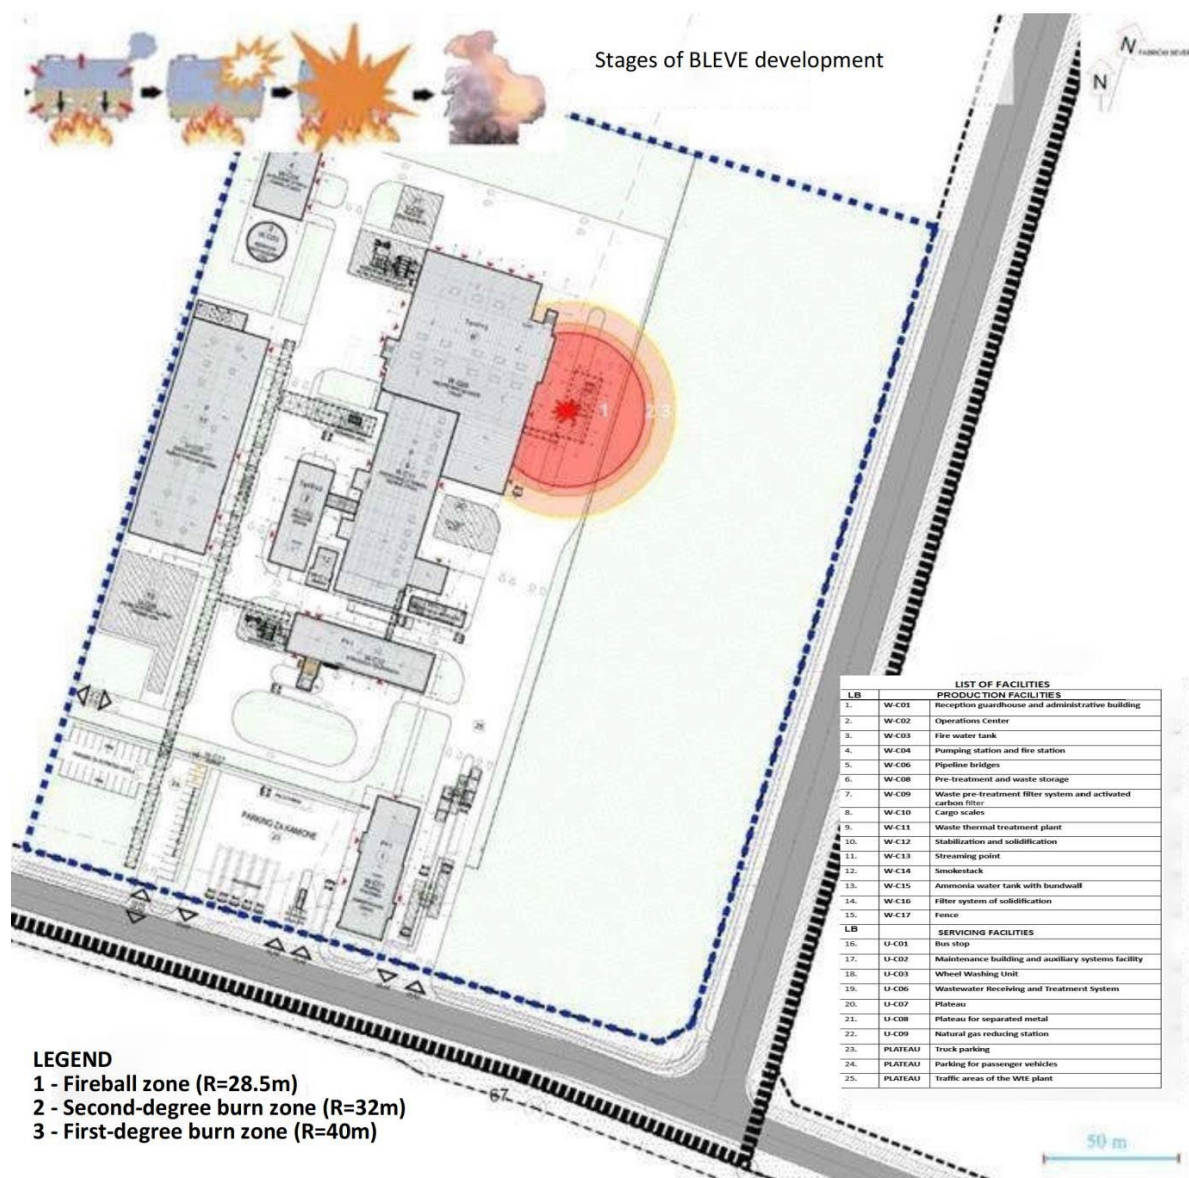 Stages of BLEVE development
N
N
1
2 3
PARKING ZA KAMIONE
67
LIST OF FACILITIES
LB PRODUCTION FACILITIES
1. W-C01 Reception guardhouse and administrative building
2. W-C02 Operations Center
3. W-C03 Fire water tank
4. W-C04 Pumping station and fire station
5. W-C06 Pipeline bridges
6. W-C08 Pre-treatment and waste storage
7. W-C09 Waste pre-treatment filter system and activated
carbon filter
8. W-C10 Cargo scales
9. W-C11 Waste thermal treatment plant
10. W-C12 Stabilization and solidification
11. W-C13 Streaming point
12. W-C14 Smokestack
13. W-C15 Ammonia water tank with bundwall
14. W-C16 Filter system of solidification
15. W-C17 Fence
LB SERVICING FACILITIES
16. U-C01 Bus stop
17. U-C02 Maintenance building and auxiliary systems facility
18. U-C03 Wheel Washing Unit
19. U-C06 Wastewater Receiving and Treatment System
20. U-C07 Plateau
21. U-C08 Plateau for separated metal
22. U-C09 Natural gas reducing station
23. PLATEAU Truck parking
24. PLATEAU Parking for passenger vehicles
25. PLATEAU Traffic areas of the WtE plant
LEGEND
1 - Fireball zone (R=28.5m)
2 - Second-degree burn zone (R=32m)
3 - First-degree burn zone (R=40m)
50 m